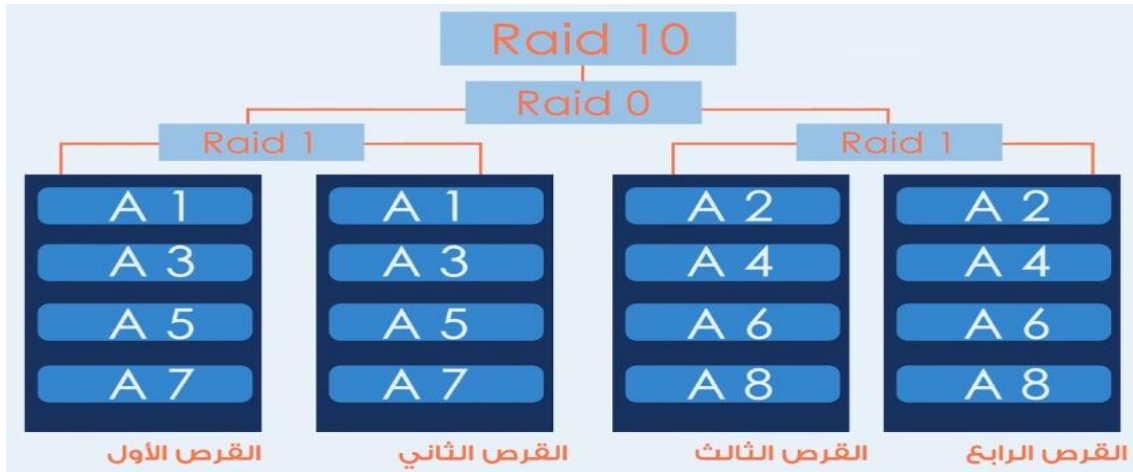 Raid 10
Raid 0
Raid 1
Raid 1
A 1
A 3
A 5
A 7
القرص الأول
A 1
A 3
A 5
A 7
القرص الثاني
A 2
A 4
A 6
A 8
القرص الثالث
A 2
A 4
A 6
A 8
القرص الرابع